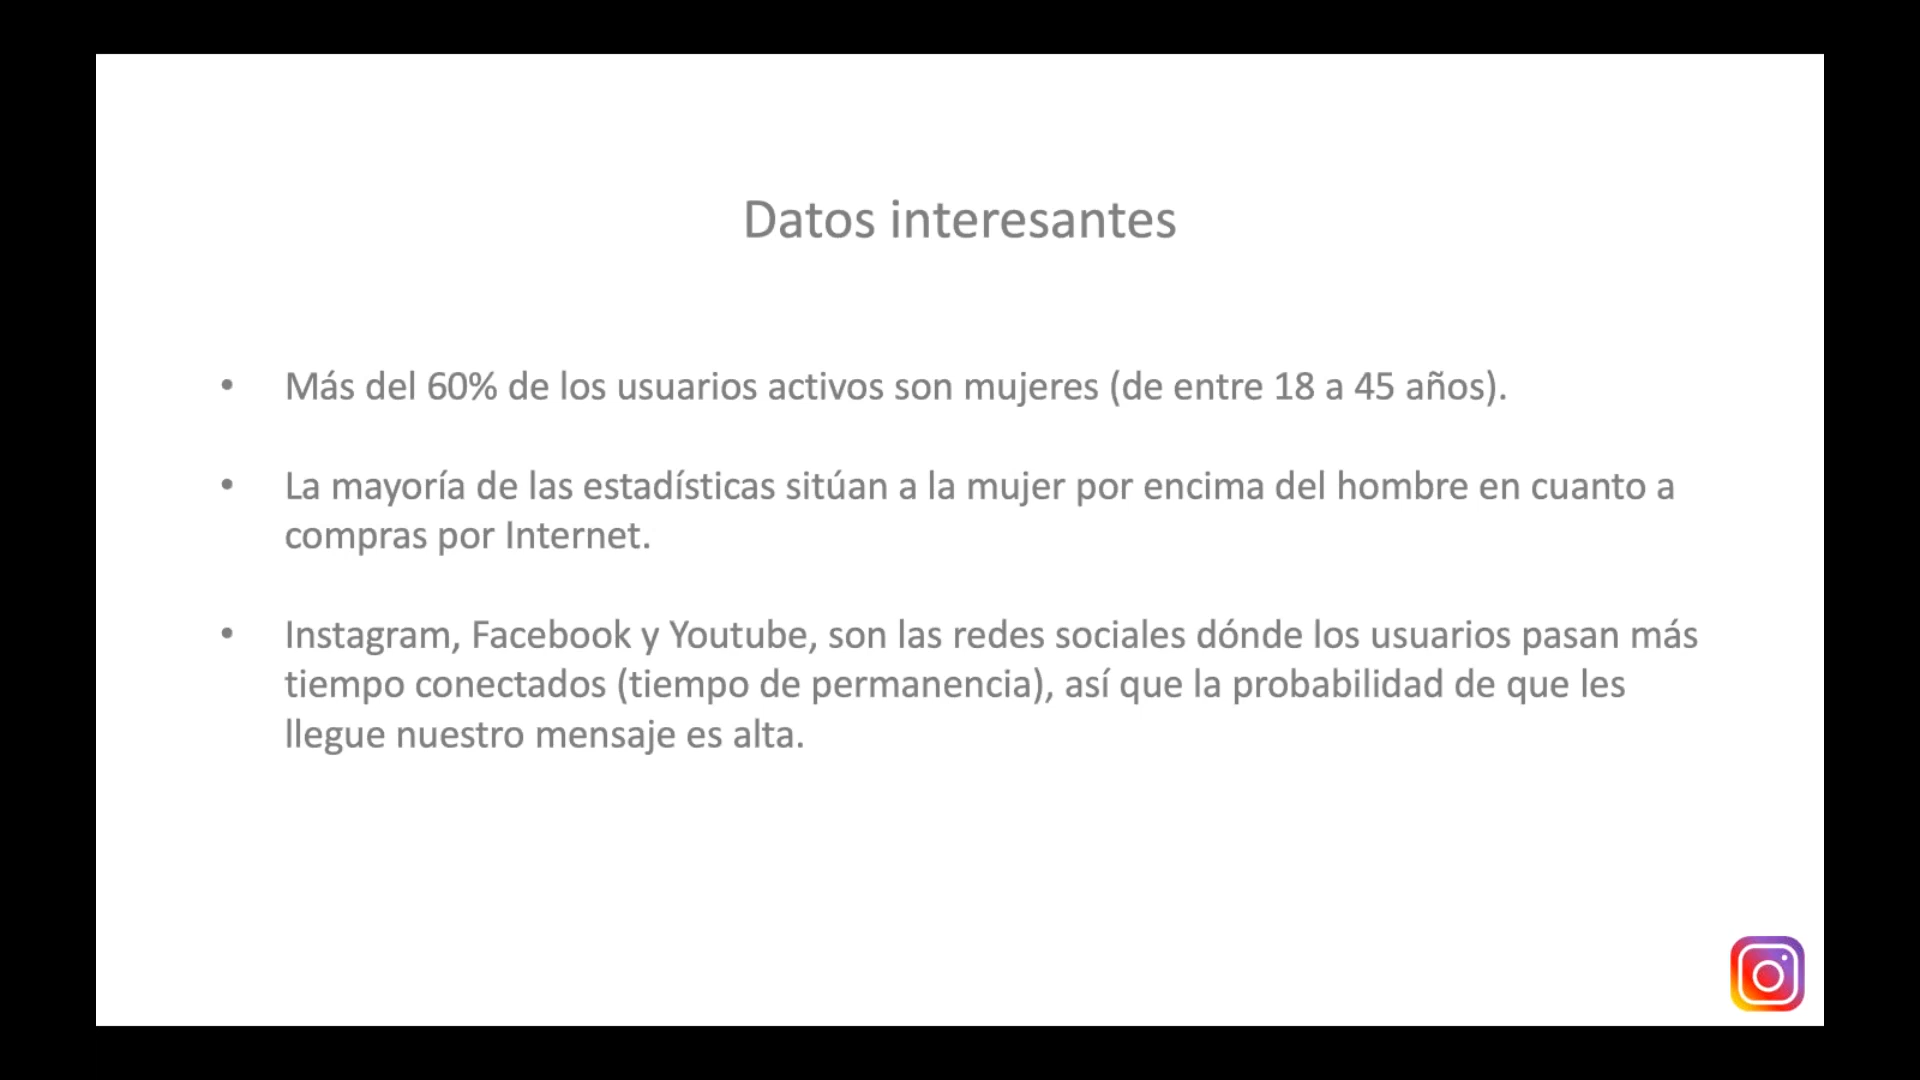 Datos interesantes
• Más del 60% de los usuarios activos son mujeres (de entre 18 a 45 años).
• La mayoría de las estadísticas sitúan a la mujer por encima del hombre en cuanto a
compras por Internet.
• Instagram, Facebook y Youtube, son las redes sociales dónde los usuarios pasan más
tiempo conectados (tiempo de permanencia), así que la probabilidad de que les
llegue nuestro mensaje es alta.